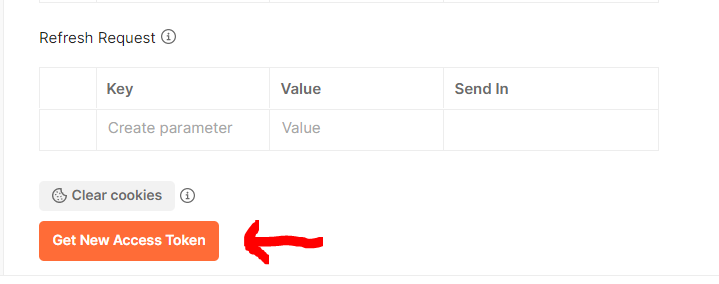 Refresh Request
Key Value Send In
Create parameter Value
Clear cookies
Get New Access Token